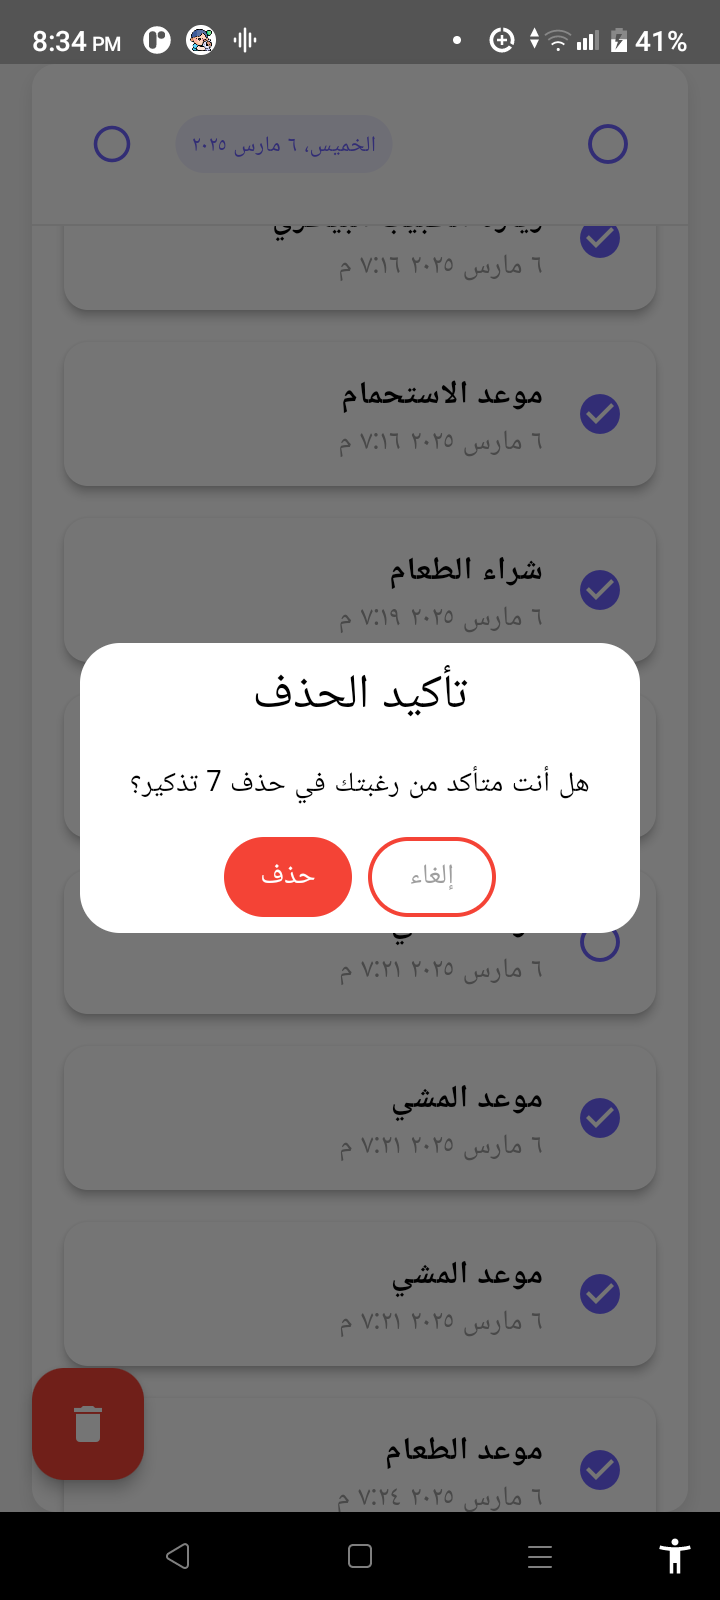 8:34 PM
41%
الخميس، ٦ مارس ٢٠٢٥
٦ مارس ٢٠٢٥ ٧:١٦ م
موعد الاستحمام
٦ مارس ٢٠٢٥ ٧:١٦ م
شراء الطعام
٦ مارس ٢٠٢٥ ٧:١٩ م
تأكيد الحذف
هل أنت متأكد من رغبتك في حذف 7 تذكير؟
إلغاء
حذف
٦ مارس ٢٠٢٥ ٧:٢١ م
موعد المشي
٦ مارس ٢٠٢٥ ٧:٢١ م
موعد المشي
٦ مارس ٢٠٢٥ ٧:٢١ م
موعد الطعام
٦ مارس ٢٠٢٥ ٧:٢٤ م